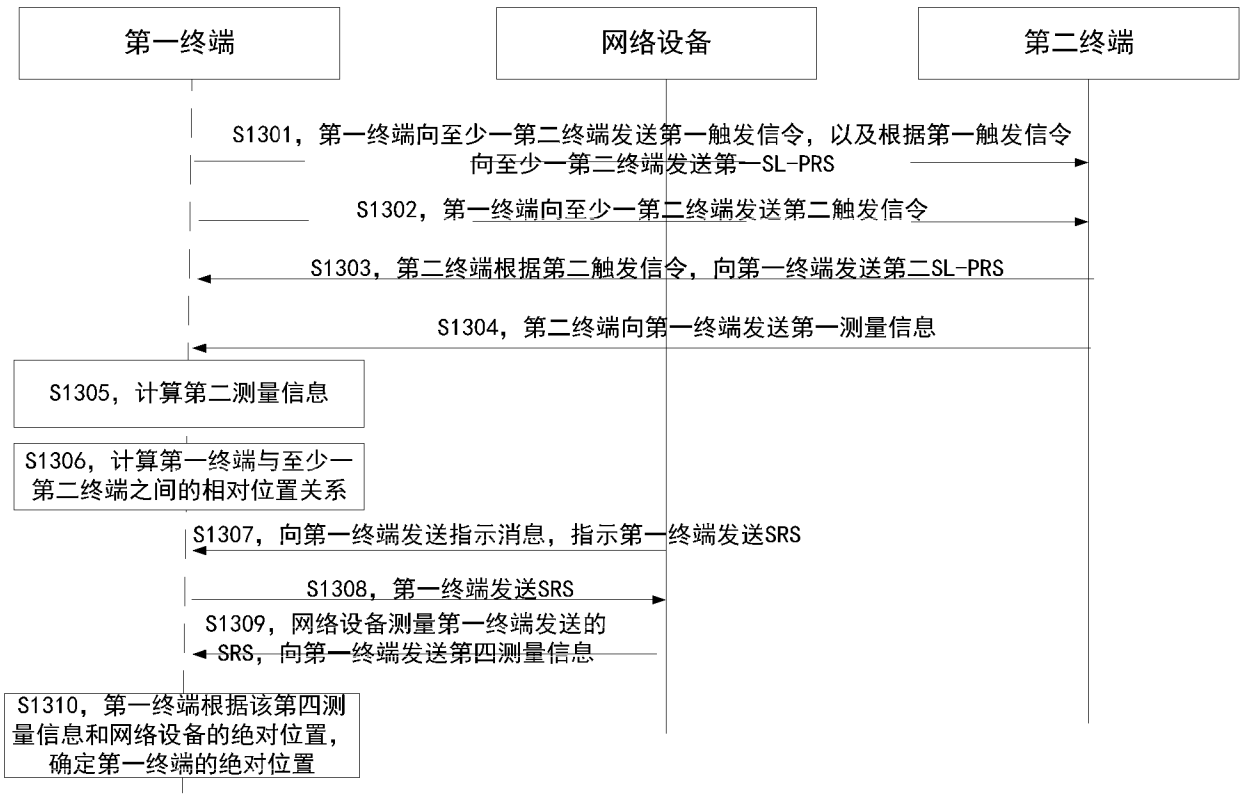 第一终端
网络设备
第二终端
S1301，第一终端向至少一第二终端发送第一触发信令，以及根据第一触发信令
向至少一第二终端发送第一SL-PRS
S1302，第一终端向至少一第二终端发送第二触发信令
S1303，第二终端根据第二触发信令，向第一终端发送第二SL-PRS
S1304，第二终端向第一终端发送第一测量信息
S1305，计算第二测量信息
S1306，计算第一终端与至少一
第二终端之间的相对位置关系
S1307，向第一终端发送指示消息，指示第一终端发送SRS
S1308，第一终端发送SRS
S1309，网络设备测量第一终端发送的
SRS，向第一终端发送第四测量信息
S1310，第一终端根据该第四测
量信息和网络设备的绝对位置，
确定第一终端的绝对位置